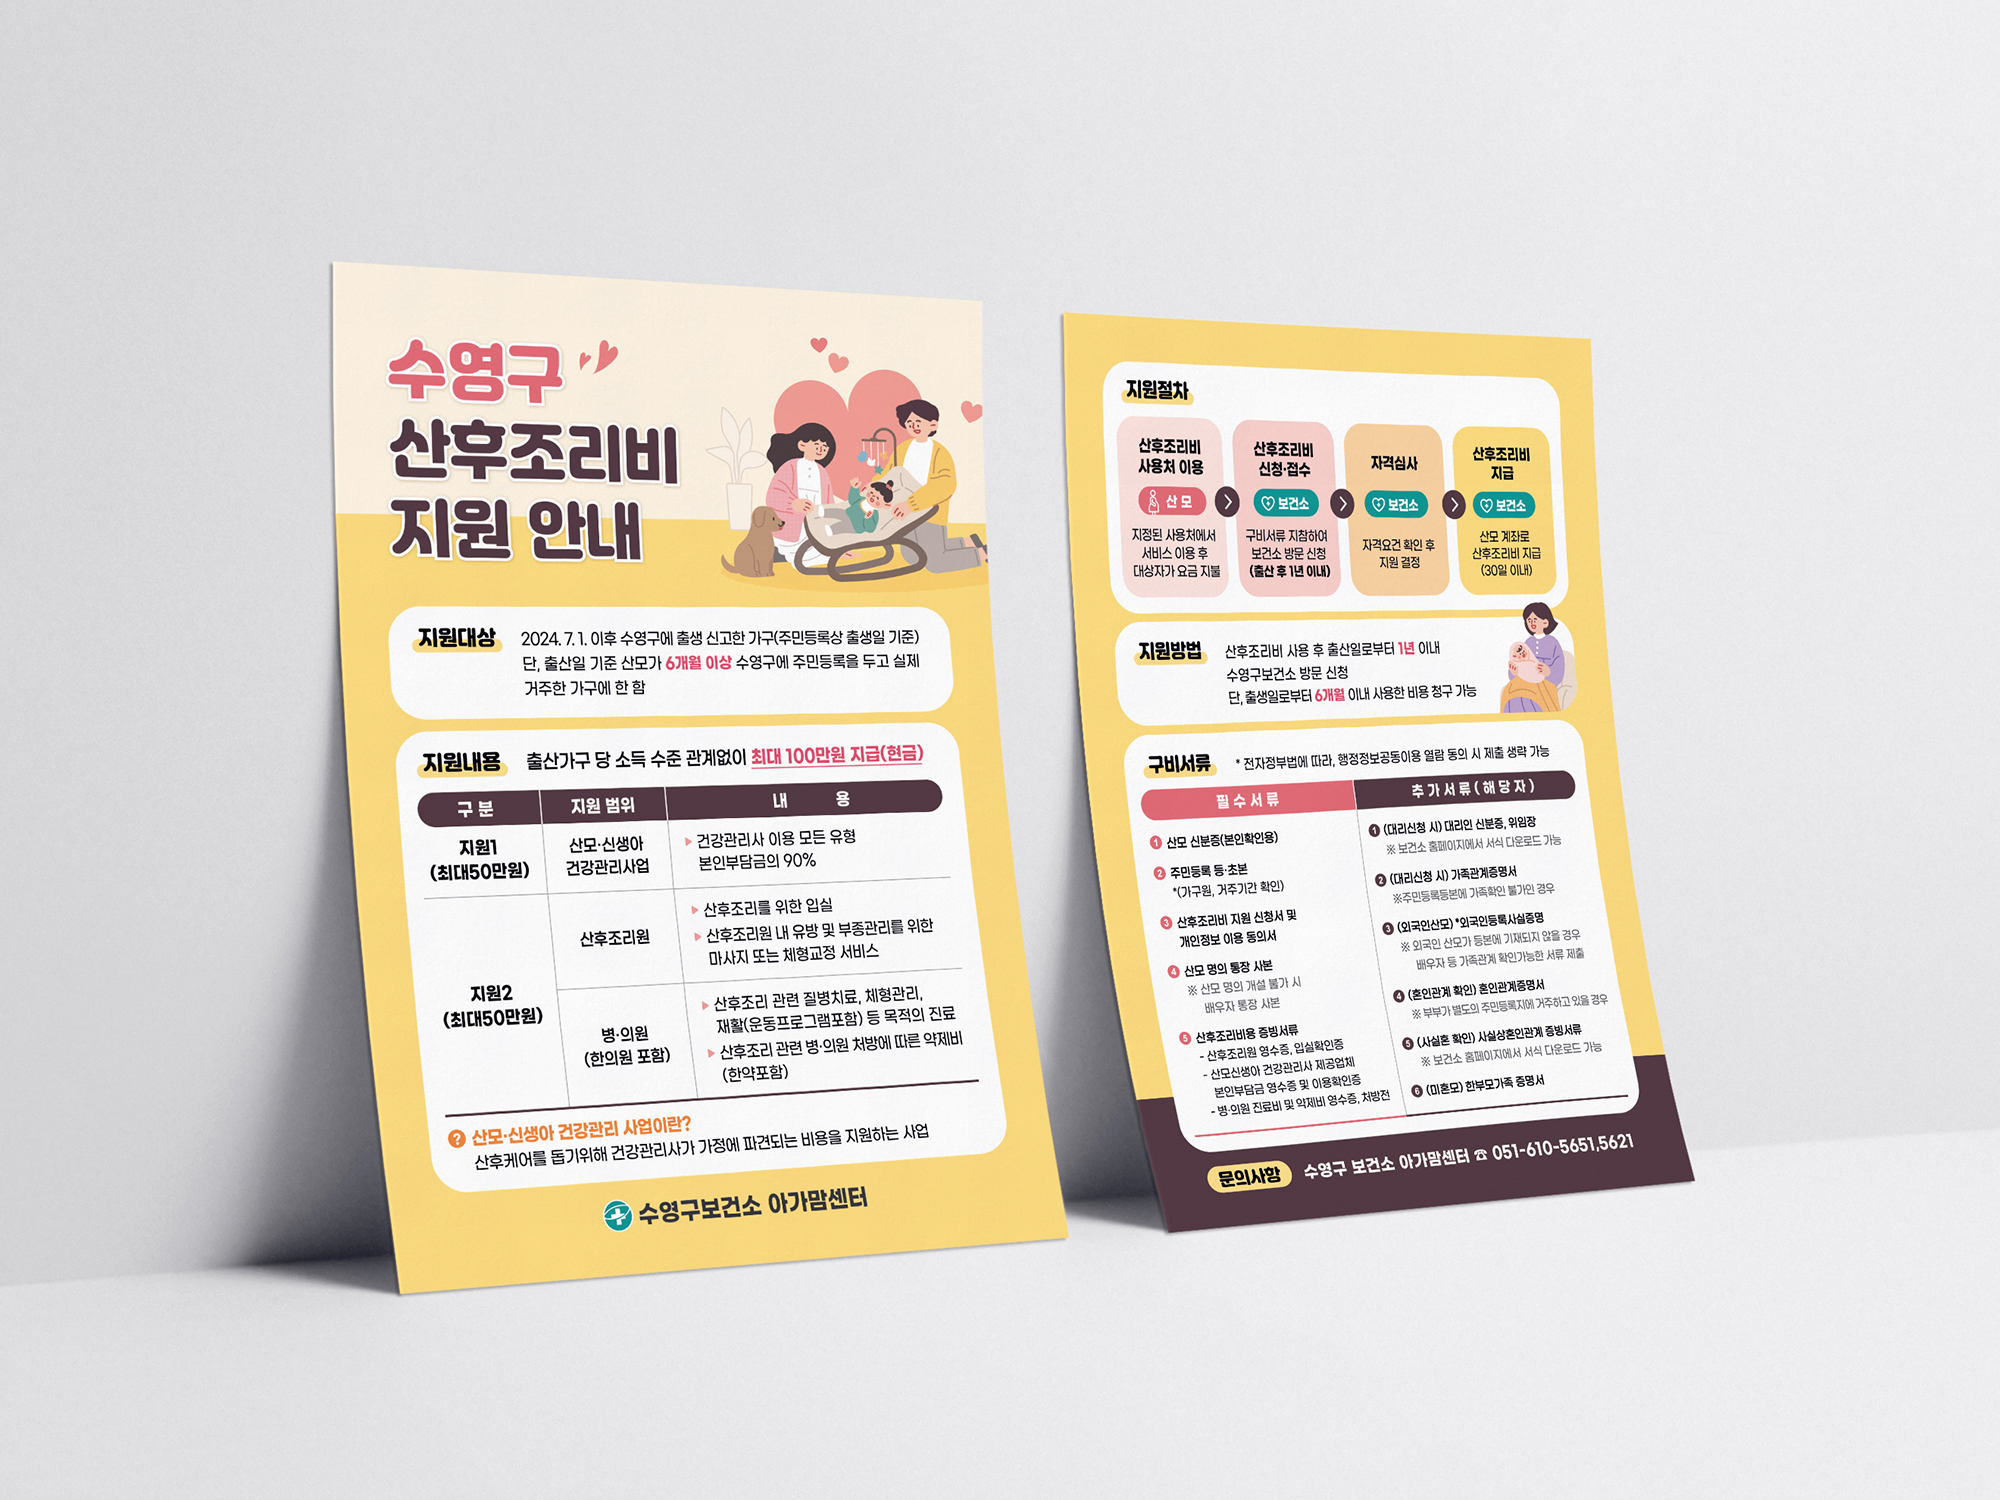 수영구
산후조리비
지원 안내
지원대상
2024. 7. 1. 이후 수영구에 출생 신고한 가구(주민등록상 출생일 기준)
단, 출산일 기준 산모가 6개월 이상 수영구에 주민등록을 두고 실제
거주한 가구에 한 함
지원내용 출산가구 당 소득 수준 관계없이 최대 100만원 지급(현금)
구 분 지원 범위 내 용
지원1
(최대50만원)
산모·신생아
건강관리사업
▶ 건강관리사 이용 모든 유형
본인부담금의 90%
지원2
(최대50만원)
산후조리원
▶ 산후조리를 위한 입실
▶ 산후조리원 내 유방 및 부종관리를 위한
마사지 또는 체형교정 서비스
병·의원
(한의원 포함)
▶ 산후조리 관련 질병치료, 체형관리,
재활(운동프로그램포함) 등 목적의 진료
▶ 산후조리 관련 병·의원 처방에 따른 약제비
(한약포함)
? 산모·신생아 건강관리 사업이란?
산후케어를 돕기위해 건강관리사가 가정에 파견되는 비용을 지원하는 사업
수영구보건소 아가맘센터
지원절차
산후조리비
사용처 이용
산 모
지정된 사용처에서
서비스 이용 후
대상자가 요금 지불
산후조리비
신청·접수
보건소
구비서류 지참하여
보건소 방문 신청
(출산 후 1년 이내)
자격심사
보건소
자격요건 확인 후
지원 결정
산후조리비
지급
보건소
산모 계좌로
산후조리비 지급
(30일 이내)
지원방법
산후조리비 사용 후 출산일로부터 1년 이내
수영구보건소 방문 신청
단, 출생일로부터 6개월 이내 사용한 비용 청구 가능
구비서류 * 전자정부법에 따라, 행정정보공동이용 열람 동의 시 제출 생략 가능
필 수 서 류
1 산모 신분증(본인확인용)
2 주민등록 등·초본
*(가구원, 거주기간 확인)
3 산후조리비 지원 신청서 및
개인정보 이용 동의서
4 산모 명의 통장 사본
※ 산모 명의 개설 불가 시
배우자 통장 사본
5 산후조리비용 증빙서류
- 산후조리원 영수증, 입실확인증
- 산모신생아 건강관리사 제공업체
본인부담금 영수증 및 이용확인증
- 병·의원 진료비 및 약제비 영수증, 처방전
추 가 서 류 ( 해 당 자 )
1 (대리신청 시) 대리인 신분증, 위임장
※ 보건소 홈페이지에서 서식 다운로드 가능
2 (대리신청 시) 가족관계증명서
※주민등록등본에 가족확인 불가인 경우
3 (외국인산모) *외국인등록사실증명
※ 외국인 산모가 등본에 기재되지 않을 경우
배우자 등 가족관계 확인가능한 서류 제출
4 (혼인관계 확인) 혼인관계증명서
※ 부부가 별도의 주민등록지에 거주하고 있을 경우
5 (사실혼 확인) 사실상혼인관계 증빙서류
※ 보건소 홈페이지에서 서식 다운로드 가능
6 (미혼모) 한부모가족 증명서
문의사항 수영구 보건소 아가맘센터 ☎ 051-610-5651,5621